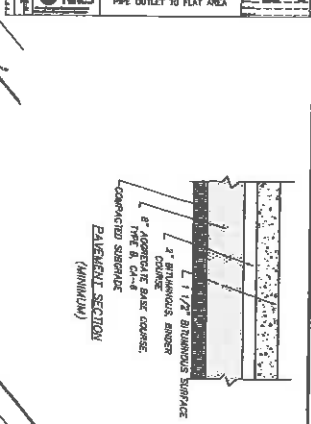 PIPE OUTLET TO FLAT AREA
1 1/2" BITUMINOUS SURFACE
2" BITUMINOUS, BINDER
COURSE
8" AGGREGATE BASE COURSE,
TYPE B, CA-6
COMPACTED SUBGRADE
PAVEMENT SECTION
(MINIMUM)